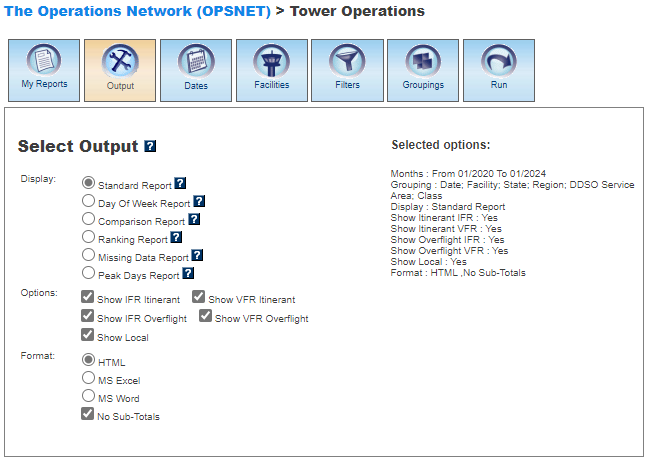 The Operations Network (OPSNET) > Tower Operations
My Reports
Output
Dates
Facilities
Filters
Groupings
Run
Select Output ?
Display:
Standard Report ?
Day Of Week Report ?
Comparison Report ?
Ranking Report ?
Missing Data Report ?
Peak Days Report ?
Options:
Show IFR Itinerant Show VFR Itinerant
Show IFR Overflight Show VFR Overflight
Show Local
Format:
HTML
MS Excel
MS Word
No Sub-Totals
Selected options:
Months : From 01/2020 To 01/2024
Grouping : Date; Facility; State; Region; DDSO Service
Area; Class
Display : Standard Report
Show Itinerant IFR : Yes
Show Itinerant VFR : Yes
Show Overflight IFR : Yes
Show Overflight VFR : Yes
Show Local : Yes
Format : HTML ,No Sub-Totals